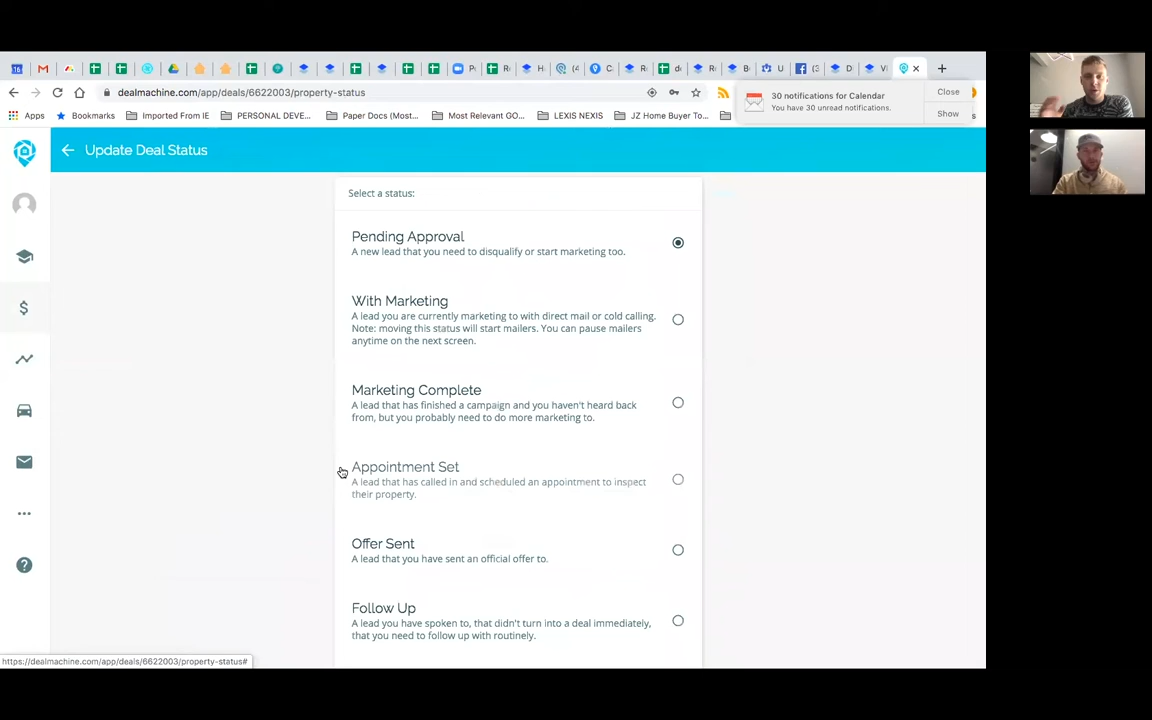 16
dealmachine.com/app/deals/6622003/property-status
30 notifications for Calendar
You have 30 unread notifications.
Close
Show
Apps
Bookmarks
Imported From IE
PERSONAL DEVE...
Paper Docs (Most...
Most Relevant GO...
LEXIS NEXIS
JZ Home Buyer To...
Update Deal Status
Select a status:
Pending Approval
A new lead that you need to disqualify or start marketing too.
With Marketing
A lead you are currently marketing to with direct mail or cold calling.
Note: moving this status will start mailers. You can pause mailers
anytime on the next screen.
Marketing Complete
A lead that has finished a campaign and you haven't heard back
from, but you probably need to do more marketing to.
Appointment Set
A lead that has called in and scheduled an appointment to inspect
their property.
Offer Sent
A lead that you have sent an official offer to.
Follow Up
A lead you have spoken to, that didn't turn into a deal immediately,
that you need to follow up with routinely.
https://dealmachine.com/app/deals/6622003/property-status#